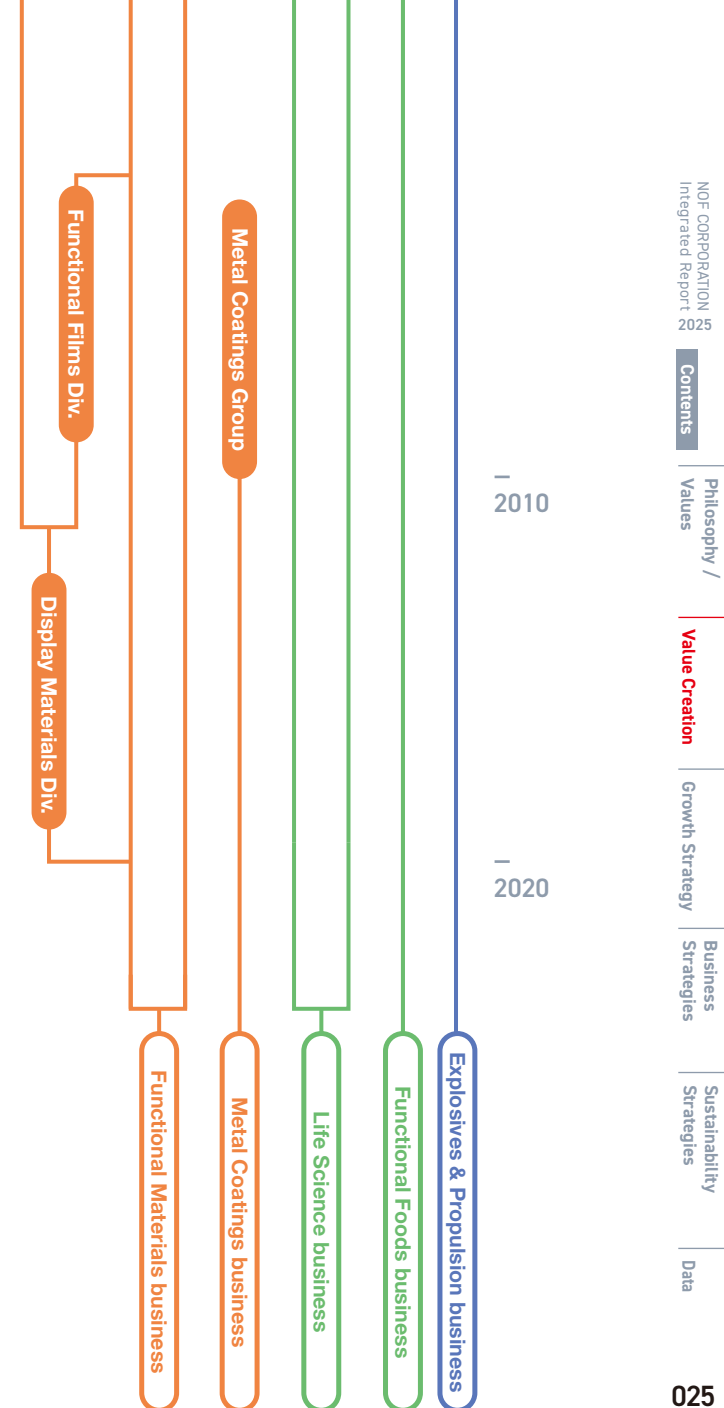 NOF CORPORATION
Integrated Report 2025
Contents
Philosophy /
Values
Value Creation
Growth Strategy
Business
Strategies
Sustainability
Strategies
Data
2010
2020
Explosives & Propulsion business
Functional Foods business
Life Science business
Metal Coatings Group
Metal Coatings business
Functional Materials business
Functional Films Div.
Display Materials Div.
025